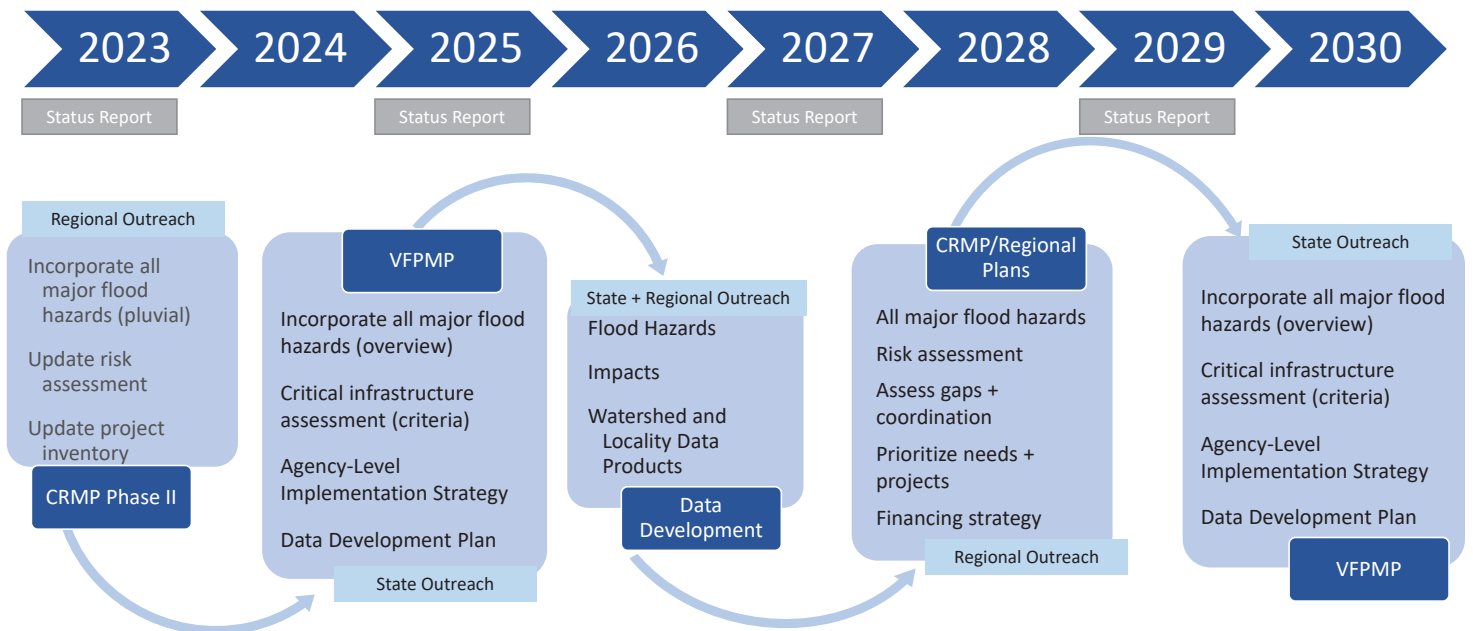 2023
2024
2025
2026
2027
2028
2029
2030
Status Report
Status Report
Status Report
Status Report
Regional Outreach
Incorporate all
major flood
hazards (pluvial)
Update risk
assessment
Update project
inventory
CRMP Phase II
VFPMP
Incorporate all major flood
hazards (overview)
Critical infrastructure
assessment (criteria)
Agency-Level
Implementation Strategy
Data Development Plan
State Outreach
State + Regional Outreach
Flood Hazards
Impacts
Watershed and
Locality Data
Products
Data
Development
CRMP/Regional
Plans
All major flood hazards
Risk assessment
Assess gaps +
coordination
Prioritize needs +
projects
Financing strategy
Regional Outreach
State Outreach
Incorporate all major flood
hazards (overview)
Critical infrastructure
assessment (criteria)
Agency-Level
Implementation Strategy
Data Development Plan
VFPMP